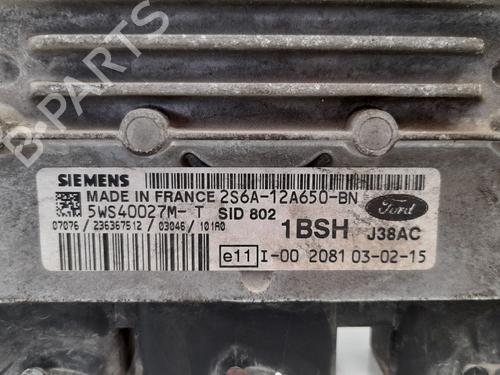 B-PARTS
SIEMENS
MADE IN FRANCE 2S6A-12A650-BN
5WS40027M- T SID 802
07076 / 236367512 / 03046 / 101A0
1BSH J38AC
Ford
e11 I-00 2081 03-02-15